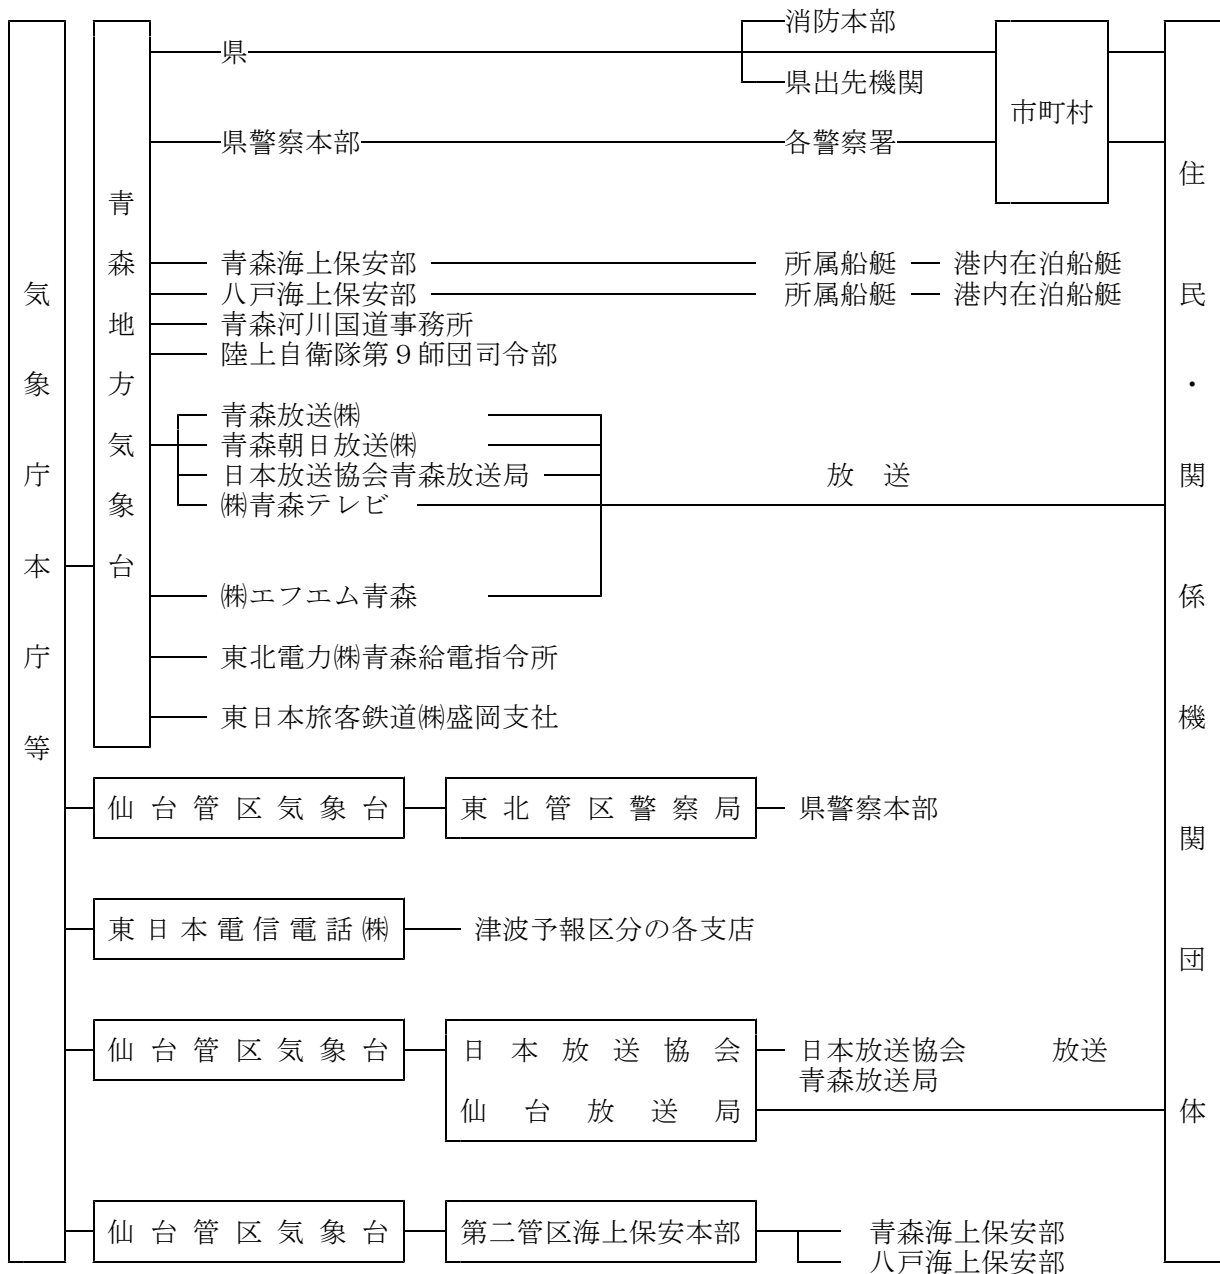 気象庁本庁等
青森地方気象台
県
消防本部
県出先機関
市町村
県警察本部
各警察署
青森海上保安部
所属船艇
港内在泊船艇
八戸海上保安部
所属船艇
港内在泊船艇
青森河川国道事務所
陸上自衛隊第9師団司令部
青森放送㈱
青森朝日放送㈱
日本放送協会青森放送局
㈱青森テレビ
放送
㈱エフエム青森
東北電力㈱青森給電指令所
東日本旅客鉄道㈱盛岡支社
仙台管区気象台
東北管区警察局
県警察本部
東日本電信電話㈱
津波予報区分の各支店
仙台管区気象台
日本放送協会
仙台放送局
日本放送協会
青森放送局
放送
仙台管区気象台
第二管区海上保安本部
青森海上保安部
八戸海上保安部
住民・関係機関団体